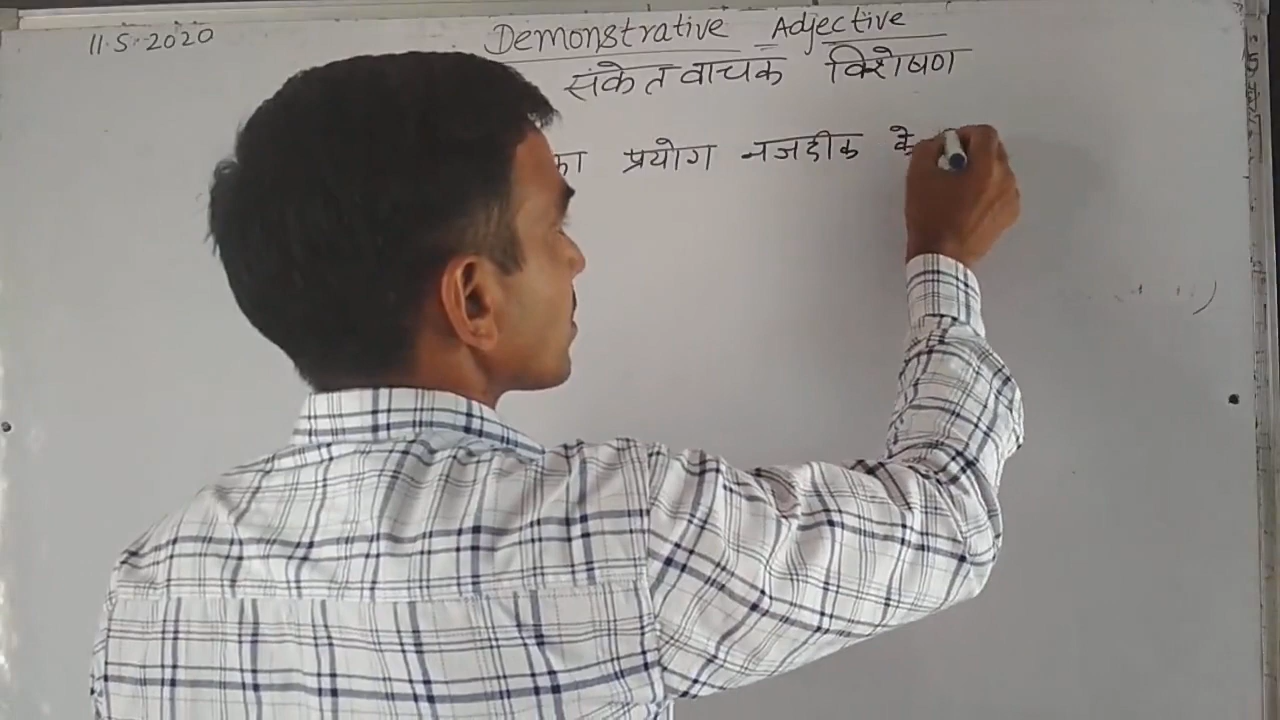 11.5.2020
Demonstrative Adjective
संकेतवाचक विशेषण
का प्रयोग नजदीक के